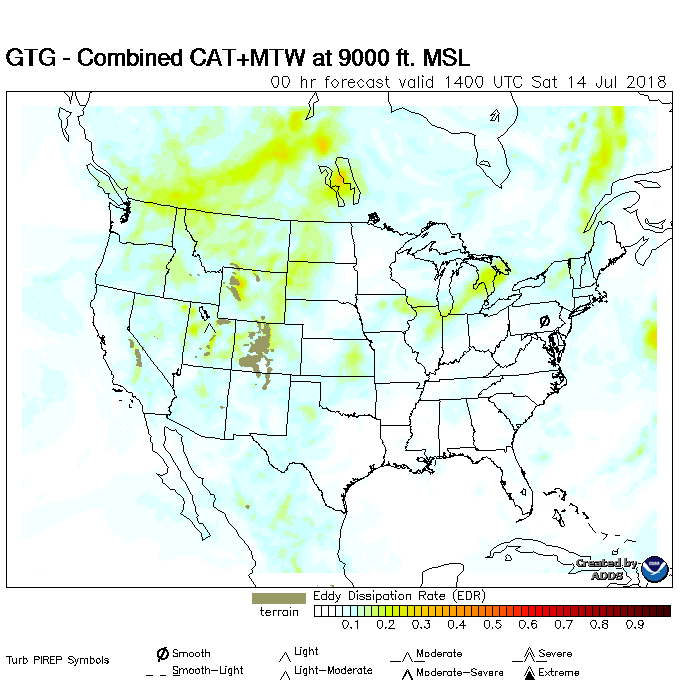 GTG - Combined CAT+MTW at 9000 ft. MSL
00 hr forecast valid 1400 UTC Sat 14 Jul 2018
Created by
ADDS
Eddy Dissipation Rate (EDR)
terrain
0.1 0.2 0.3 0.4 0.5 0.6 0.7 0.8 0.9
Turb PIREP Symbols
Smooth Light Moderate Severe
Smooth-Light Light-Moderate Moderate-Severe Extreme